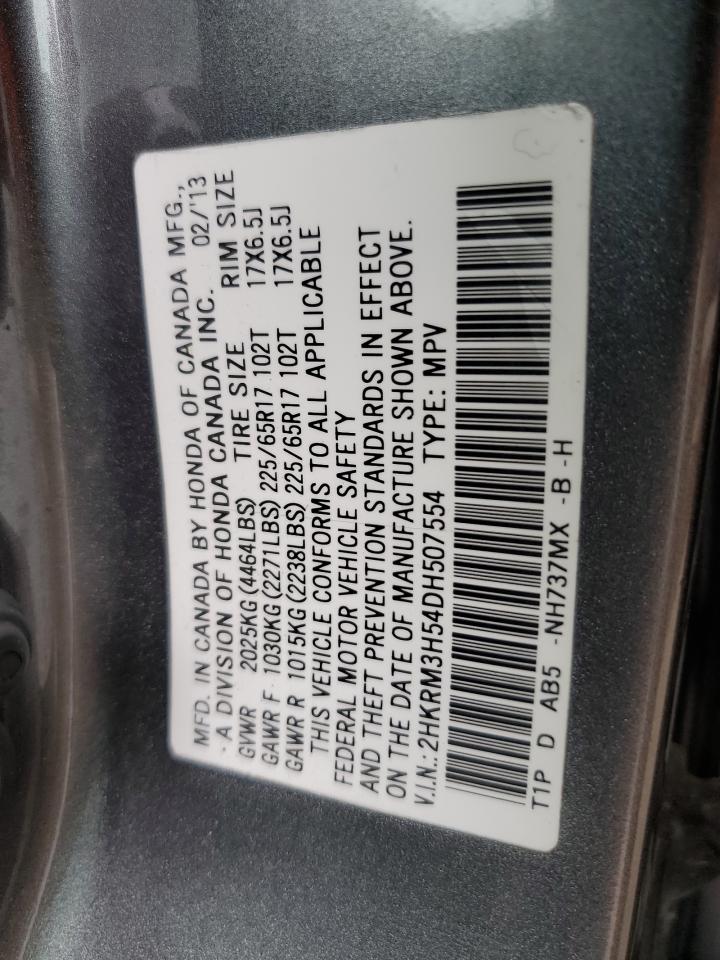 MFD. IN CANADA BY HONDA OF CANADA MFG.,
-A DIVISION OF HONDA CANADA INC. 02/'13
GVWR 2025KG(4464LBS) TIRE SIZE RIM SIZE
GAWR F 1030KG(2271LBS)225/65R17 102T 17X6.5J
GAWR R 1015KG(2238LBS)225/65R17 102T 17X6.5J
THIS VEHICLE CONFORMS TO ALL APPLICABLE
FEDERAL MOTOR VEHICLE SAFETY
AND THEFT PREVENTION STANDARDS IN EFFECT
ON THE DATE OF MANUFACTURE SHOWN ABOVE.
V.I.N.:2HKRM3H54DH507554 TYPE: MPV
T1P D AB5 -NH737MX -B -H